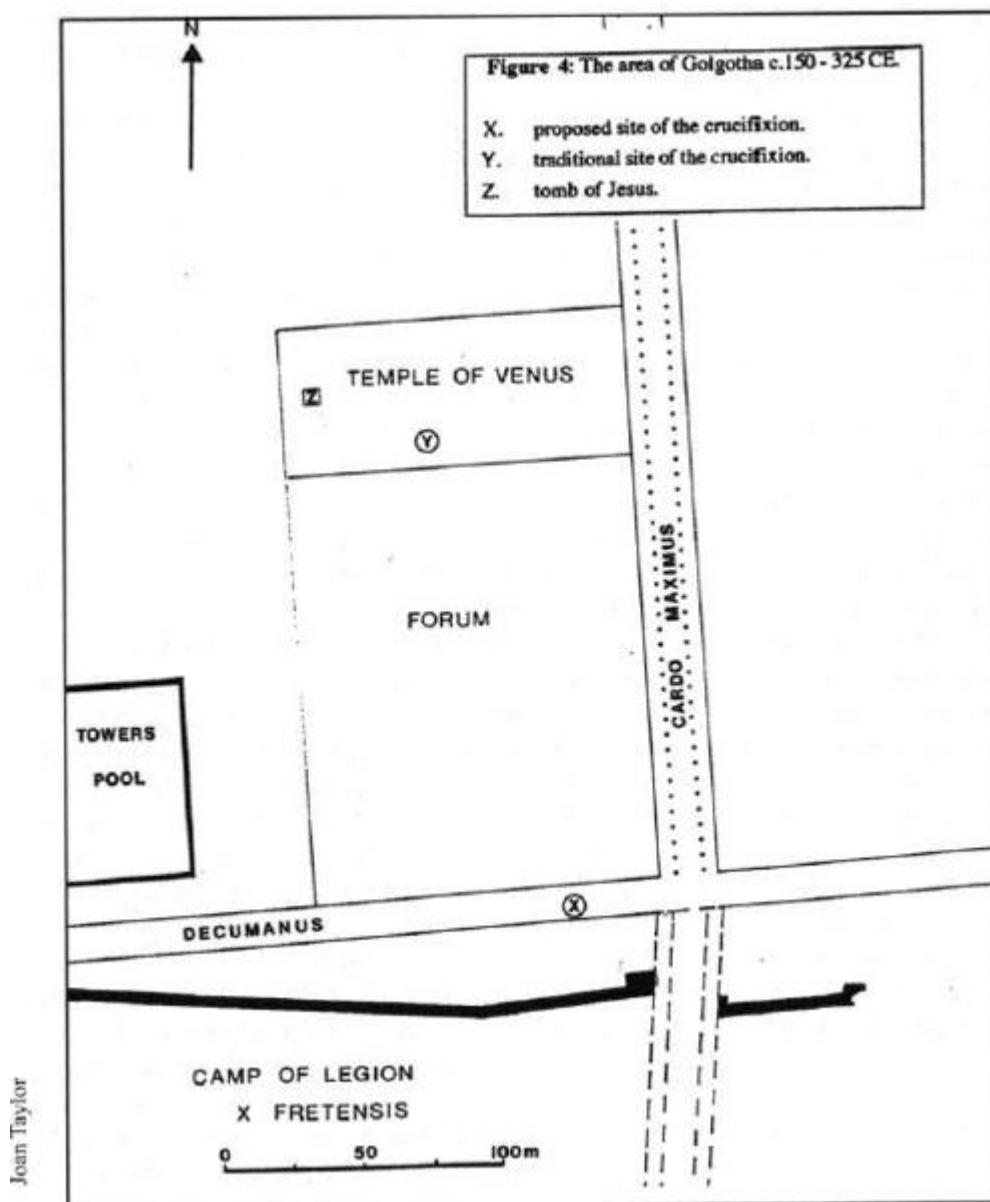 N
Figure 4: The area of Golgotha c.150 - 325 CE.
X. proposed site of the crucifixion.
Y. traditional site of the crucifixion.
Z. tomb of Jesus.
TEMPLE OF VENUS
Z
Y
FORUM
CARDO MAXIMUS
TOWERS
POOL
X
DECUMANUS
CAMP OF LEGION
X FRETENSIS
0 50 100m
Joan Taylor